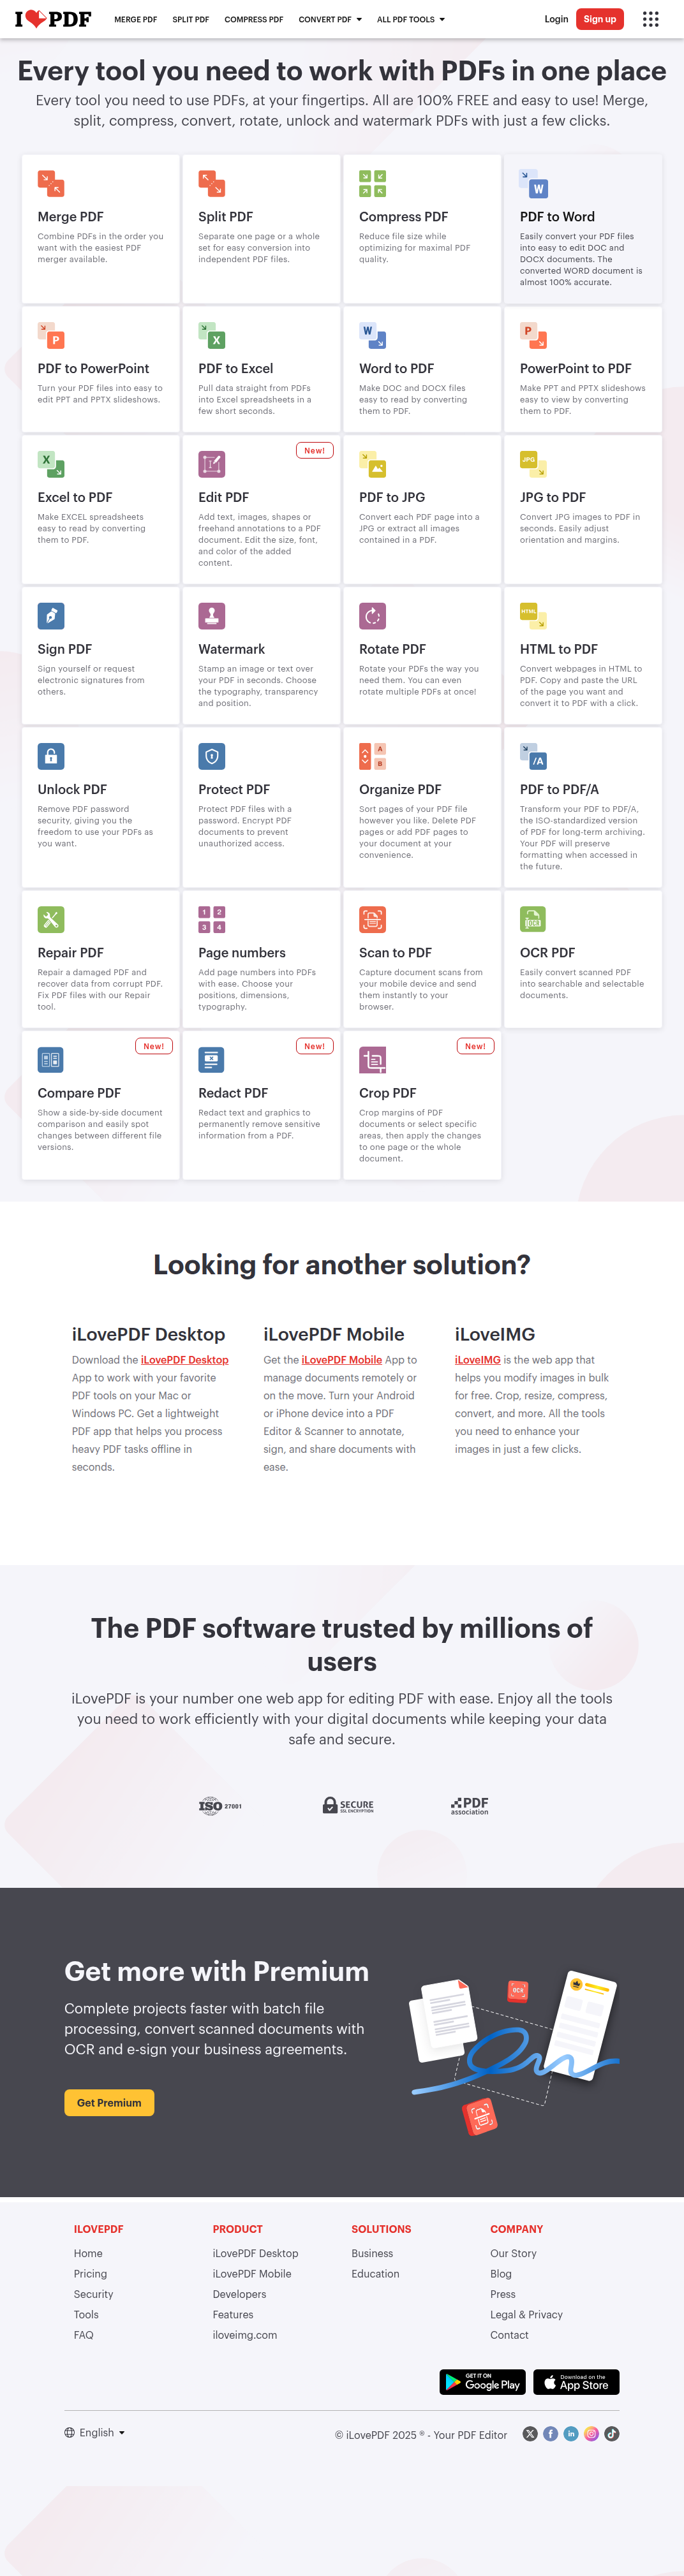 I PDF
MERGE PDF SPLIT PDF COMPRESS PDF CONVERT PDF ALL PDF TOOLS Login Sign up
Every tool you need to work with PDFs in one place
Every tool you need to use PDFs, at your fingertips. All are 100% FREE and easy to use! Merge,
split, compress, convert, rotate, unlock and watermark PDFs with just a few clicks.
Merge PDF
Combine PDFs in the order you
want with the easiest PDF
merger available.
Split PDF
Separate one page or a whole
set for easy conversion into
independent PDF files.
Compress PDF
Reduce file size while
optimizing for maximal PDF
quality.
W
PDF to Word
Easily convert your PDF files
into easy to edit DOC and
DOCX documents. The
converted WORD document is
almost 100% accurate.
P
PDF to PowerPoint
Turn your PDF files into easy to
edit PPT and PPTX slideshows.
X
PDF to Excel
Pull data straight from PDFs
into Excel spreadsheets in a
few short seconds.
W
Word to PDF
Make DOC and DOCX files
easy to read by converting
them to PDF.
P
PowerPoint to PDF
Make PPT and PPTX slideshows
easy to view by converting
them to PDF.
X
Excel to PDF
Make EXCEL spreadsheets
easy to read by converting
them to PDF.
New!
Edit PDF
Add text, images, shapes or
freehand annotations to a PDF
document. Edit the size, font,
and color of the added
content.
PDF to JPG
Convert each PDF page into a
JPG or extract all images
contained in a PDF.
JPG
JPG to PDF
Convert JPG images to PDF in
seconds. Easily adjust
orientation and margins.
Sign PDF
Sign yourself or request
electronic signatures from
others.
Watermark
Stamp an image or text over
your PDF in seconds. Choose
the typography, transparency
and position.
Rotate PDF
Rotate your PDFs the way you
need them. You can even
rotate multiple PDFs at once!
HTML
HTML to PDF
Convert webpages in HTML to
PDF. Copy and paste the URL
of the page you want and
convert it to PDF with a click.
Unlock PDF
Remove PDF password
security, giving you the
freedom to use your PDFs as
you want.
Protect PDF
Protect PDF files with a
password. Encrypt PDF
documents to prevent
unauthorized access.
A
B
Organize PDF
Sort pages of your PDF file
however you like. Delete PDF
pages or add PDF pages to
your document at your
convenience.
/A
PDF to PDF/A
Transform your PDF to PDF/A,
the ISO-standardized version
of PDF for long-term archiving.
Your PDF will preserve
formatting when accessed in
the future.
Repair PDF
Repair a damaged PDF and
recover data from corrupt PDF.
Fix PDF files with our Repair
tool.
1 2
3 4
Page numbers
Add page numbers into PDFs
with ease. Choose your
positions, dimensions,
typography.
Scan to PDF
Capture document scans from
your mobile device and send
them instantly to your
browser.
OCR
OCR PDF
Easily convert scanned PDF
into searchable and selectable
documents.
New!
Compare PDF
Show a side-by-side document
comparison and easily spot
changes between different file
versions.
New!
Redact PDF
Redact text and graphics to
permanently remove sensitive
information from a PDF.
New!
Crop PDF
Crop margins of PDF
documents or select specific
areas, then apply the changes
to one page or the whole
document.
Looking for another solution?
iLovePDF Desktop
Download the iLovePDF Desktop
App to work with your favorite
PDF tools on your Mac or
Windows PC. Get a lightweight
PDF app that helps you process
heavy PDF tasks offline in
seconds.
iLovePDF Mobile
Get the iLovePDF Mobile App to
manage documents remotely or
on the move. Turn your Android
or iPhone device into a PDF
Editor & Scanner to annotate,
sign, and share documents with
ease.
iLoveIMG
iLoveIMG is the web app that
helps you modify images in bulk
for free. Crop, resize, compress,
convert, and more. All the tools
you need to enhance your
images in just a few clicks.
The PDF software trusted by millions of
users
iLovePDF is your number one web app for editing PDF with ease. Enjoy all the tools
you need to work efficiently with your digital documents while keeping your data
safe and secure.
ISO 27001
SECURE
SSL ENCRYPTION
PDF
association
Get more with Premium
Complete projects faster with batch file
processing, convert scanned documents with
OCR and e-sign your business agreements.
Get Premium
OCR
ILOVEPDF
Home
Pricing
Security
Tools
FAQ
PRODUCT
iLovePDF Desktop
iLovePDF Mobile
Developers
Features
iloveimg.com
SOLUTIONS
Business
Education
COMPANY
Our Story
Blog
Press
Legal & Privacy
Contact
GET IT ON
Google Play
Download on the
App Store
English
© iLovePDF 2025 ® - Your PDF Editor